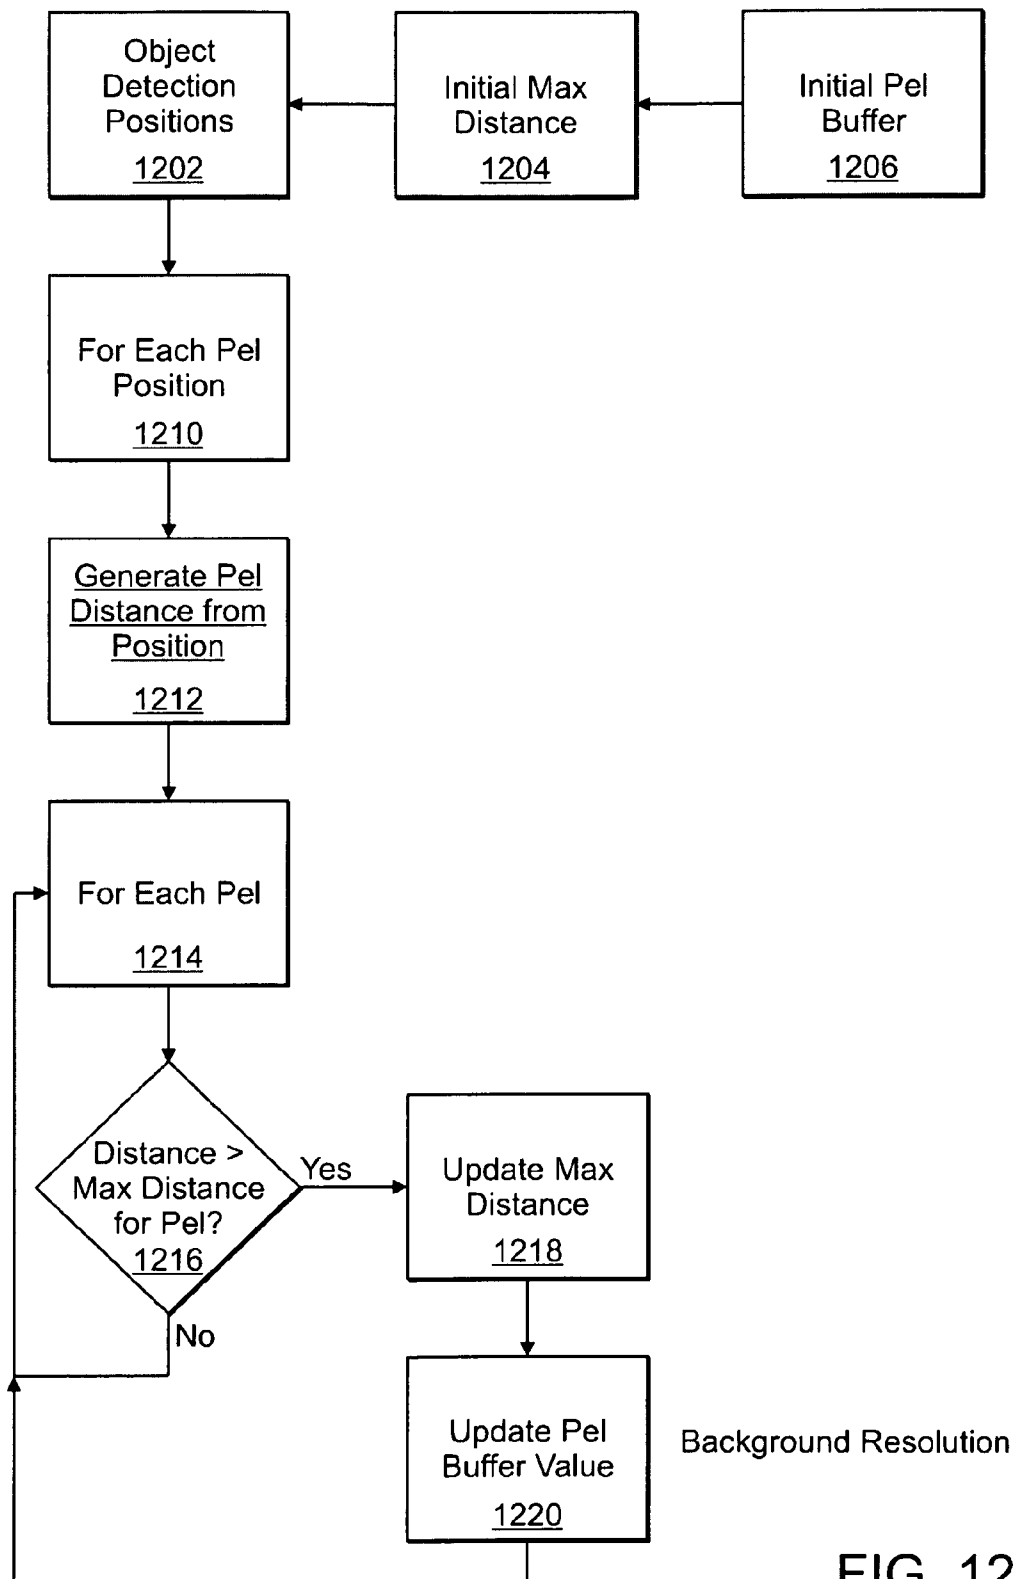 Object
Detection
Positions
1202
Initial Max
Distance
1204
Initial Pel
Buffer
1206
For Each Pel
Position
1210
Generate Pel
Distance from
Position
1212
For Each Pel
1214
Distance >
Max Distance
for Pel?
1216
Yes
No
Update Max
Distance
1218
Update Pel
Buffer Value
1220
Background Resolution
FIG. 12